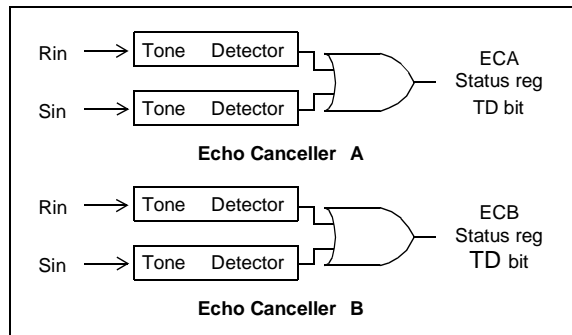 Rin
Tone Detector
Sin
Tone Detector
ECA
Status reg
TD bit
Echo Canceller A
Rin
Tone Detector
Sin
Tone Detector
ECB
Status reg
TD bit
Echo Canceller B